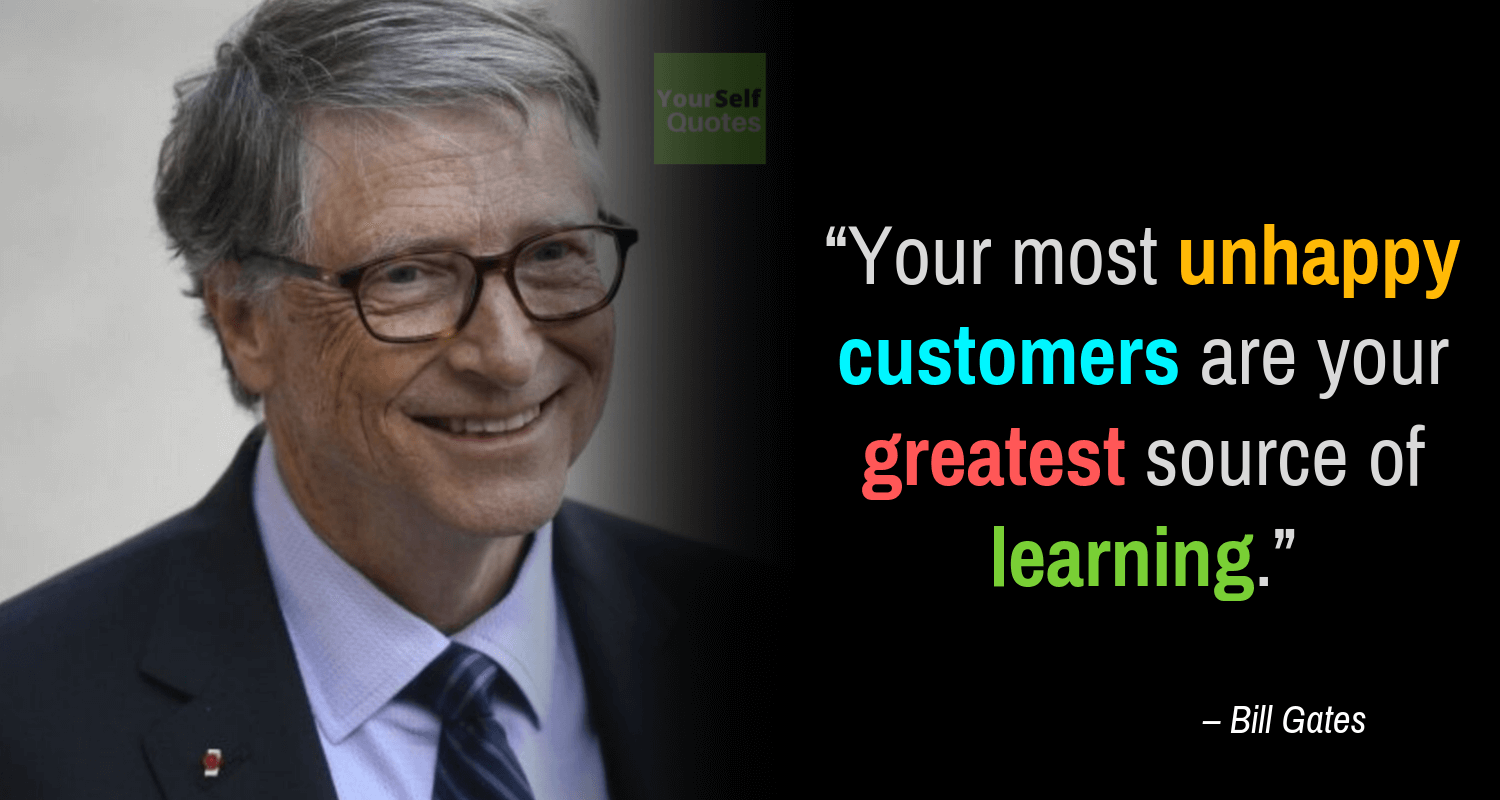 YourSelf
Quotes
“Your most unhappy
customers are your
greatest source of
learning.”
– Bill Gates